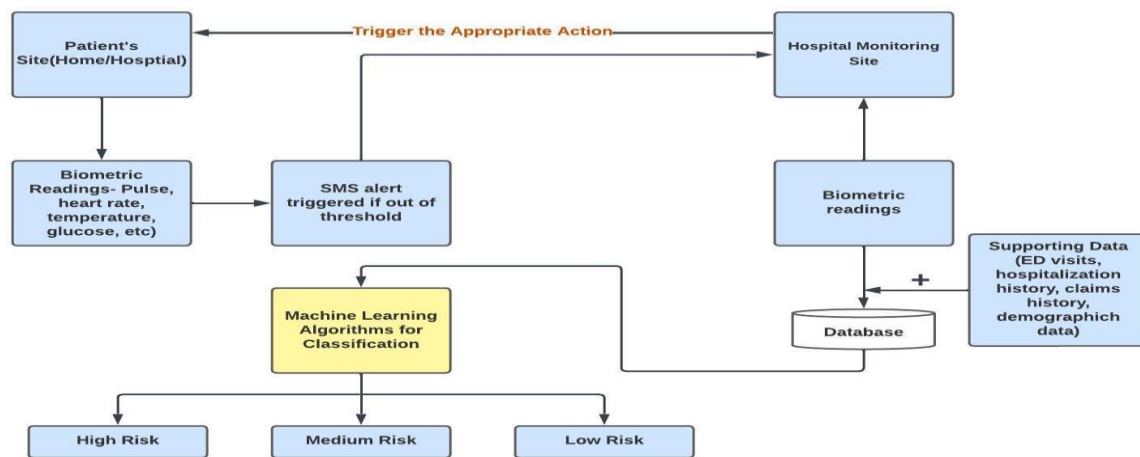 Patient's
Site(Home/Hosptial)
Trigger the Appropriate Action
Hospital Monitoring
Site
Biometric
Readings- Pulse,
heart rate,
temperature,
glucose, etc)
SMS alert
triggered if out of
threshold
Biometric
readings
Supporting Data
(ED visits,
hospitalization
history, claims
history,
demographich
data)
+
Machine Learning
Algorithms for
Classification
Database
High Risk
Medium Risk
Low Risk